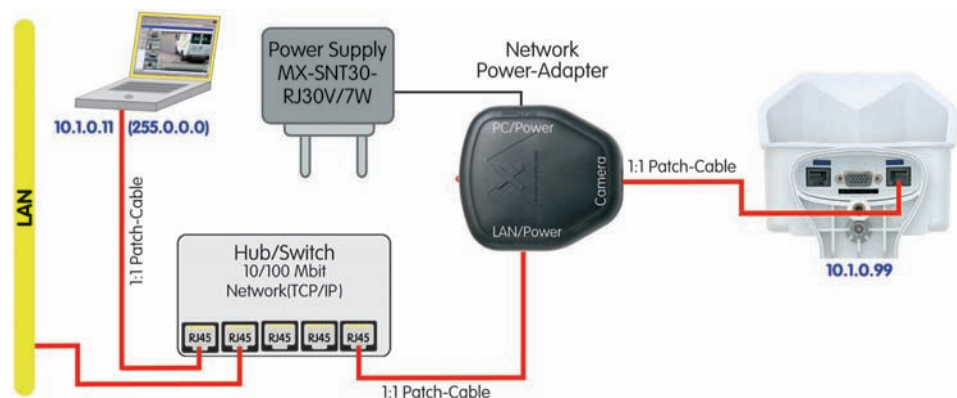 LAN
10.1.0.11 (255.0.0.0)
1:1 Patch-Cable
Power Supply
MX-SNT30-
RJ30V/7W
Network
Power-Adapter
PC/Power
Camera
LAN/Power
1:1 Patch-Cable
10.1.0.99
Hub/Switch
10/100 Mbit
Network(TCP/IP)
RJ45
RJ45
RJ45
RJ45
RJ45
1:1 Patch-Cable